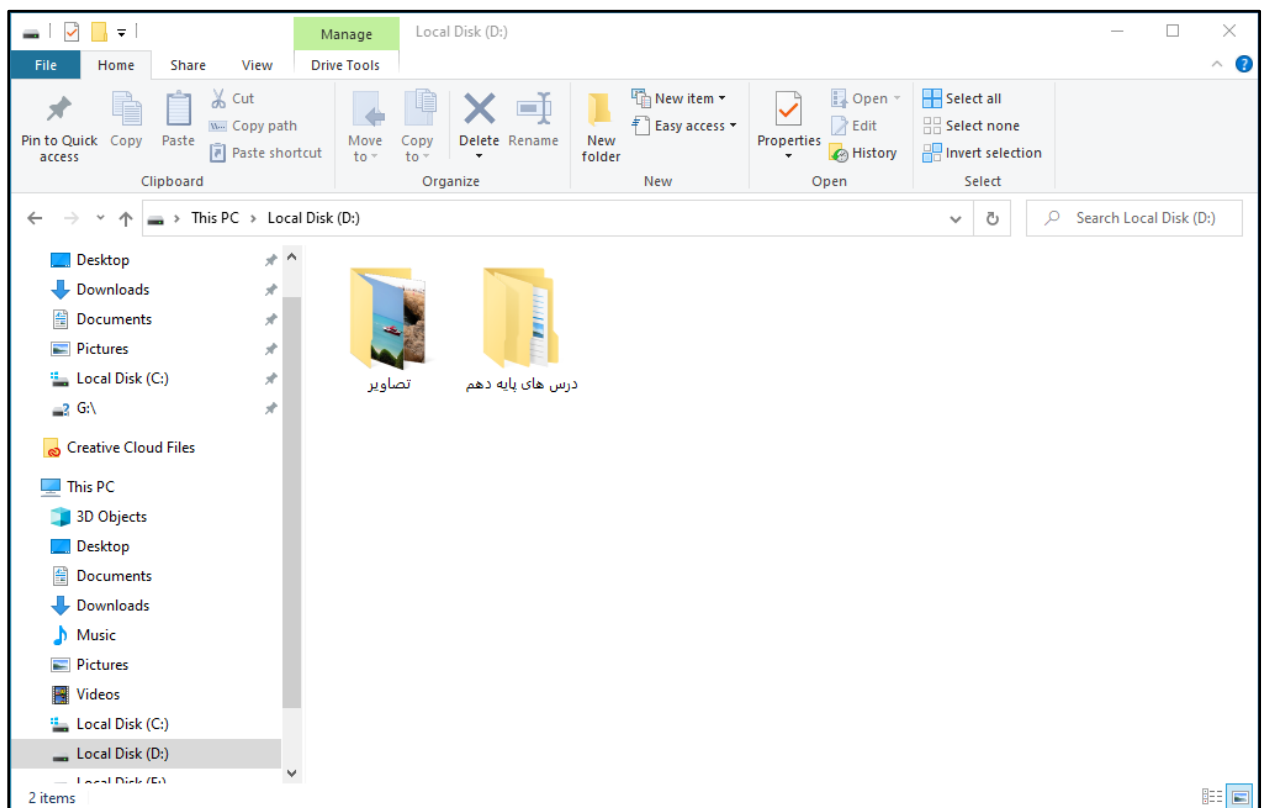 Manage
Local Disk (D:)
File
Home
Share
View
Drive Tools
Pin to Quick access
Copy
Paste
Cut
Copy path
Paste shortcut
Move to
Copy to
Delete
Rename
New folder
New item
Easy access
Properties
Open
Edit
History
Select all
Select none
Invert selection
Clipboard
Organize
New
Open
Select
This PC > Local Disk (D:)
Search Local Disk (D:)
Desktop
Downloads
Documents
Pictures
Local Disk (C:)
G:\
Creative Cloud Files
This PC
3D Objects
Desktop
Documents
Downloads
Music
Pictures
Videos
Local Disk (C:)
Local Disk (D:)
تصاویر
درس های پایه دهم
2 items